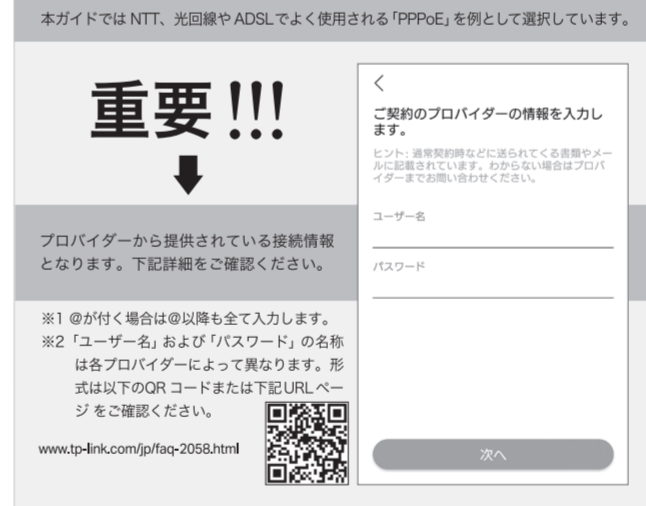 本ガイドでは NTT、光回線や ADSLでよく使用される「PPPoE」を例として選択しています。
重要!!!
プロバイダーから提供されている接続情報
となります。下記詳細をご確認ください。
※1 @が付く場合は@以降も全て入力します。
※2「ユーザー名」および「パスワード」の名称
は各プロバイダーによって異なります。形
式は以下のQR コードまたは下記URL ペー
ジ をご確認ください。
www.tp-link.com/jp/faq-2058.html
ご契約のプロバイダーの情報を入力し
ます。
ヒント: 通常契約時などに送られてくる書類やメー
ルに記載されています。わからない場合はプロバ
イダーまでお問い合わせください。
ユーザー名
パスワード
次へ